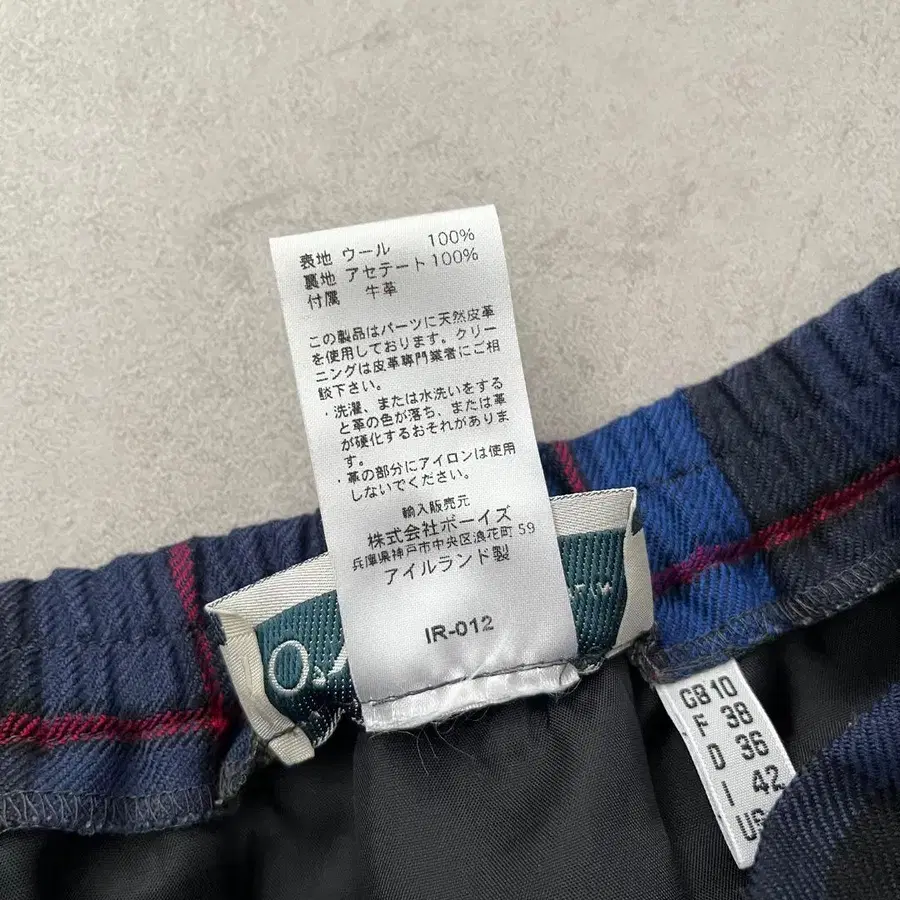 表地 ウール 100%
裏地 アセテート 100%
付属 牛革
この製品はパーツに天然皮革
を使用しております。クリー
ニングは皮革専門業者にご相
談下さい。
・洗濯、または水洗いをする
と革の色が落ち、または革
が硬化するおそれがありま
す。
・革の部分にアイロンは使用
しないでください。
輸入販売元
株式会社ボーイズ
兵庫県神戸市中央区浪花町59
アイルランド製
IR-012
GB 10
F 38
D 36
I 42